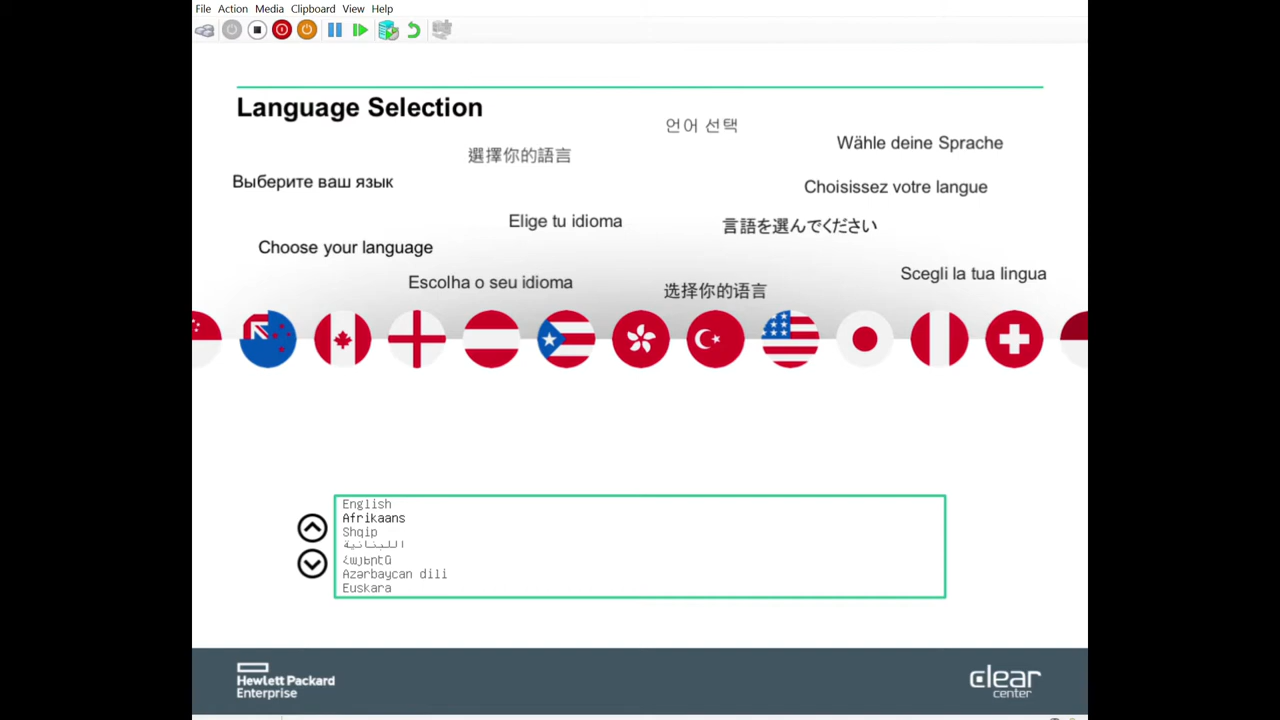 File Action Media Clipboard View Help
Language Selection
언어 선택
Wähle deine Sprache
選擇你的語言
Выберите ваш язык
Choisissez votre langue
Elige tu idioma
言語を選んでください
Choose your language
Scegli la tua lingua
Escolha o seu idioma
选择你的语言
English
Afrikaans
Shqip
اللبنانية
Հայերեն
Azərbaycan dili
Euskara
Hewlett Packard
Enterprise
clear
center